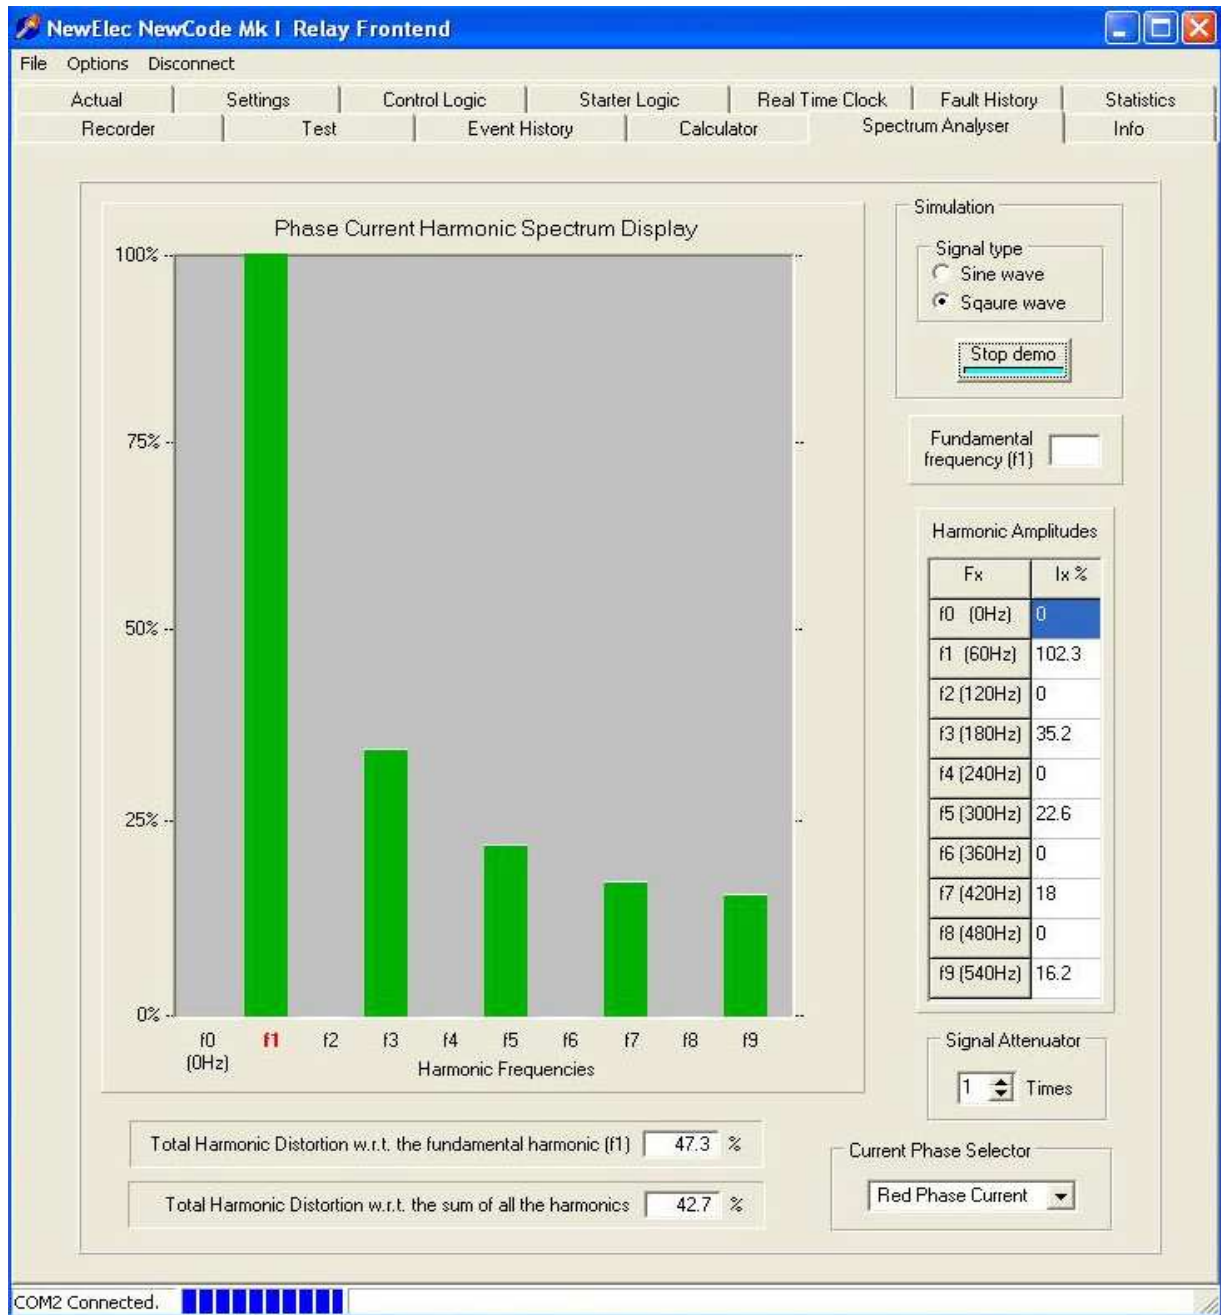 NewElec NewCode Mk I Relay Frontend
File Options Disconnect
Actual Settings Control Logic Starter Logic Real Time Clock Fault History Statistics
Recorder Test Event History Calculator Spectrum Analyser Info
Phase Current Harmonic Spectrum Display
100%
75%
50%
25%
0%
f0 f1 f2 f3 f4 f5 f6 f7 f8 f9
(0Hz)
Harmonic Frequencies
Total Harmonic Distortion w.r.t. the fundamental harmonic (f1) 47.3 %
Total Harmonic Distortion w.r.t. the sum of all the harmonics 42.7 %
Simulation
Signal type
Sine wave
Sqaure wave
Stop demo
Fundamental
frequency (f1)
Harmonic Amplitudes
Fx Ix %
f0 (0Hz) 0
f1 (60Hz) 102.3
f2 (120Hz) 0
f3 (180Hz) 35.2
f4 (240Hz) 0
f5 (300Hz) 22.6
f6 (360Hz) 0
f7 (420Hz) 18
f8 (480Hz) 0
f9 (540Hz) 16.2
Signal Attenuator
1 Times
Current Phase Selector
Red Phase Current
COM2 Connected.